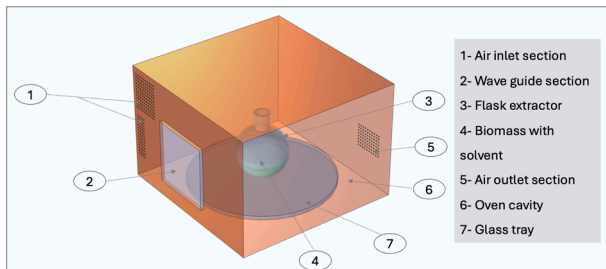 1
2
3
4
5
6
7
1- Air inlet section
2- Wave guide section
3- Flask extractor
4- Biomass with
solvent
5- Air outlet section
6- Oven cavity
7- Glass tray